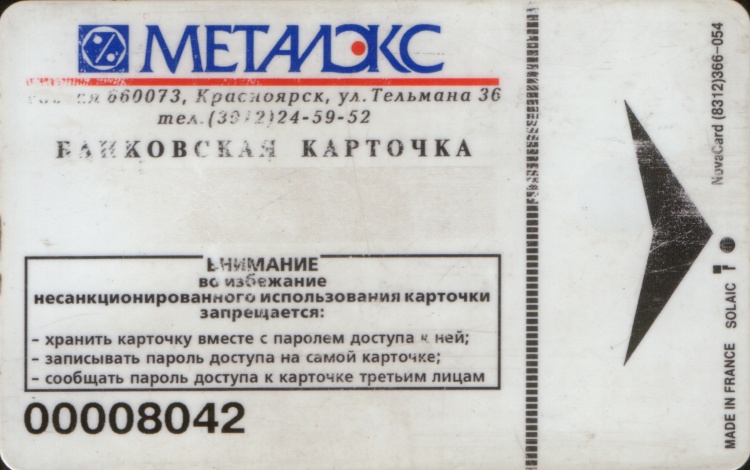 МЕТАЛЭКС
660073, Красноярск, ул. Тельмана 36
тел.(3912)24-59-52
БАНКОВСКАЯ КАРТОЧКА
ВНИМАНИЕ
во избежание
несанкционированного использования карточки
запрещается:
- хранить карточку вместе с паролем доступа к ней;
- записывать пароль доступа на самой карточке;
- сообщать пароль доступа к карточке третьим лицам
00008042
NovaCard (8312)366-054
MADE IN FRANCE SOLAIC